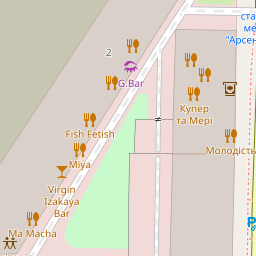 ста
ме
"Арсен
2
G.Bar
Купер
та Мері
Fish Fetish
Молодість
Miya
Virgin
Izakaya
Bar
Ma Macha